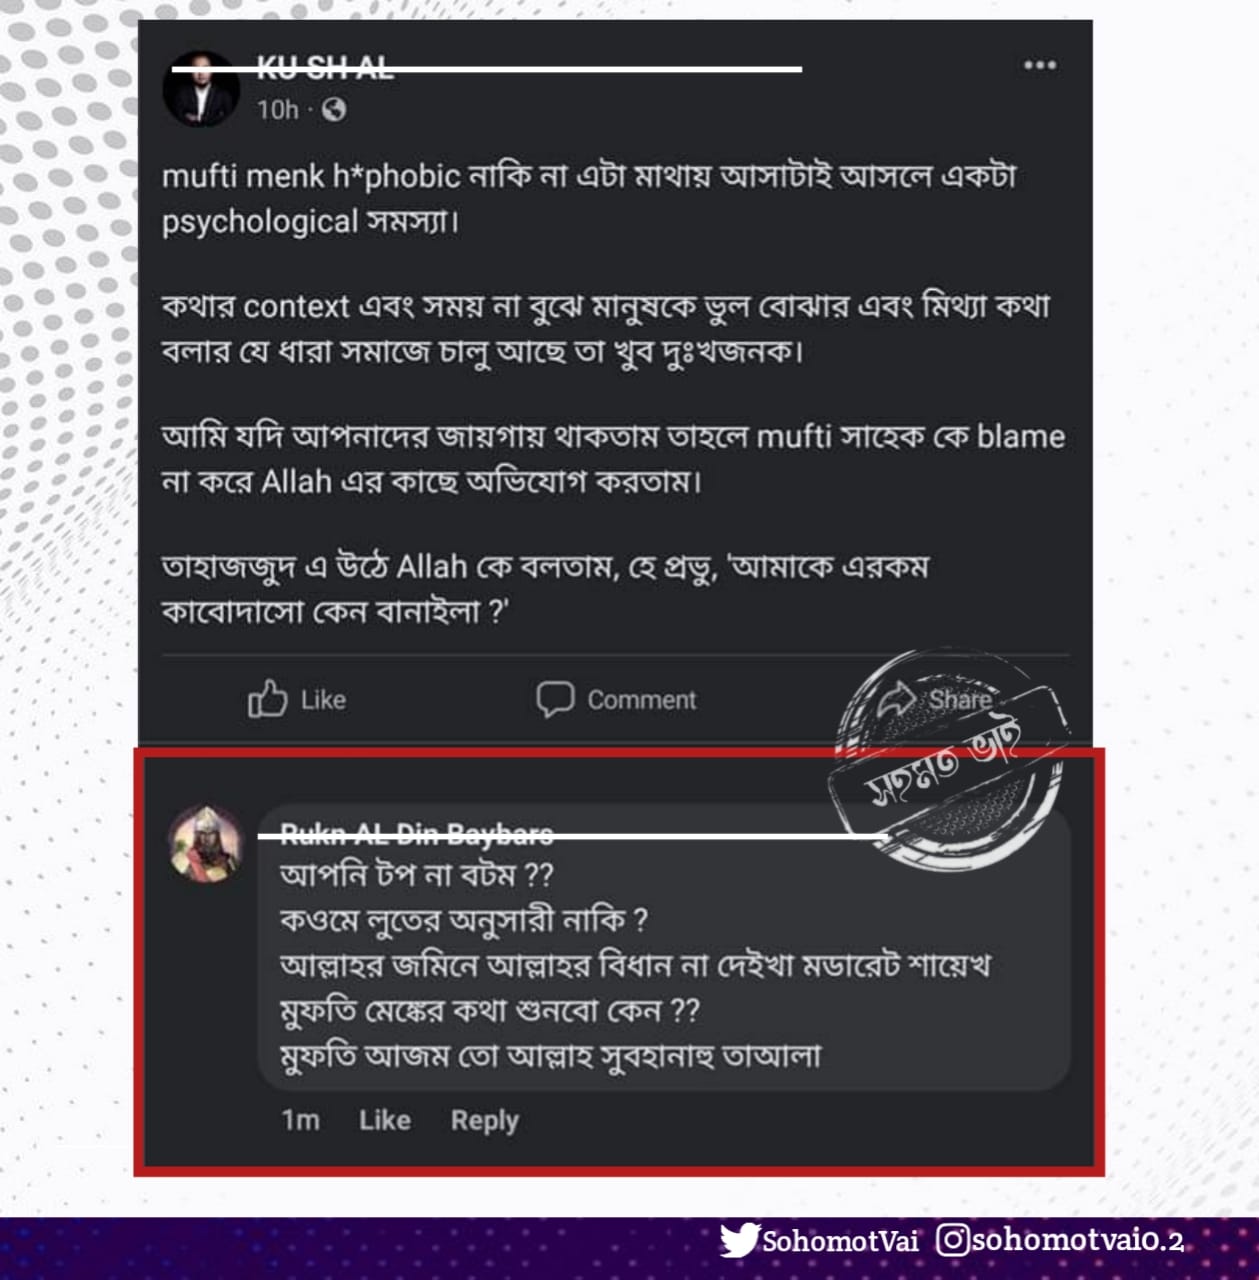 KU SH AL
10h ·
mufti menk h*phobic নাকি না এটা মাথায় আসাটাই আসলে একটা
psychological সমস্যা।
কথার context এবং সময় না বুঝে মানুষকে ভুল বোঝার এবং মিথ্যা কথা
বলার যে ধারা সমাজে চালু আছে তা খুব দুঃখজনক।
আমি যদি আপনাদের জায়গায় থাকতাম তাহলে mufti সাহেক কে blame
না করে Allah এর কাছে অভিযোগ করতাম।
তাহাজজুদ এ উঠে Allah কে বলতাম, হে প্রভু, 'আমাকে এরকম
কাবোদাসো কেন বানাইলা ?'
Like Comment Share
সহমত ভাই
Rukn AL Din Baybars
আপনি টপ না বটম ??
কওমে লুতের অনুসারী নাকি ?
আল্লাহর জমিনে আল্লাহর বিধান না দেইখা মডারেট শায়েখ
মুফতি মেঙ্কের কথা শুনবো কেন ??
মুফতি আজম তো আল্লাহ সুবহানাহু তাআলা
1m Like Reply
SohomotVai sohomotvai0.2